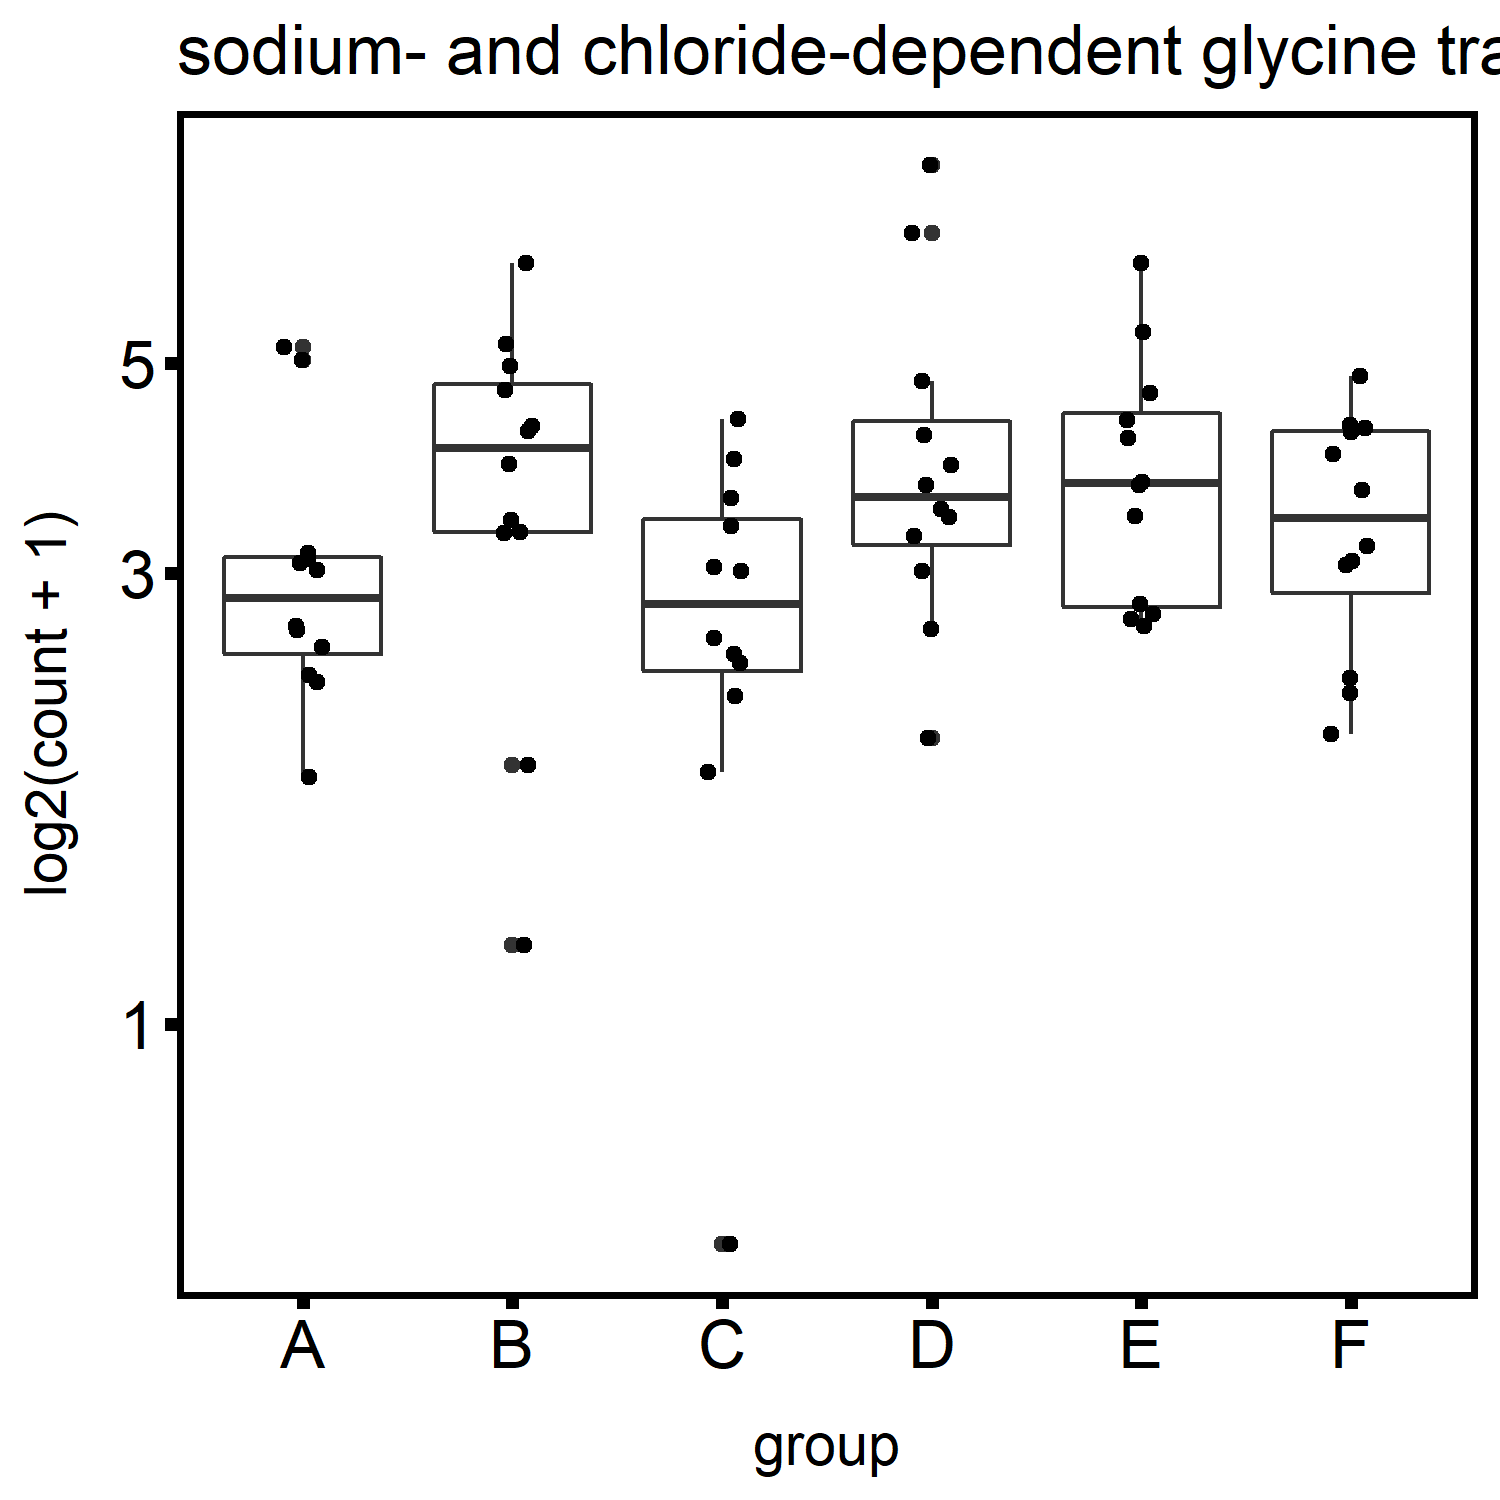 sodium- and chloride-dependent glycine tra
log2(count + 1)
5
3
1
A B C D E F
group